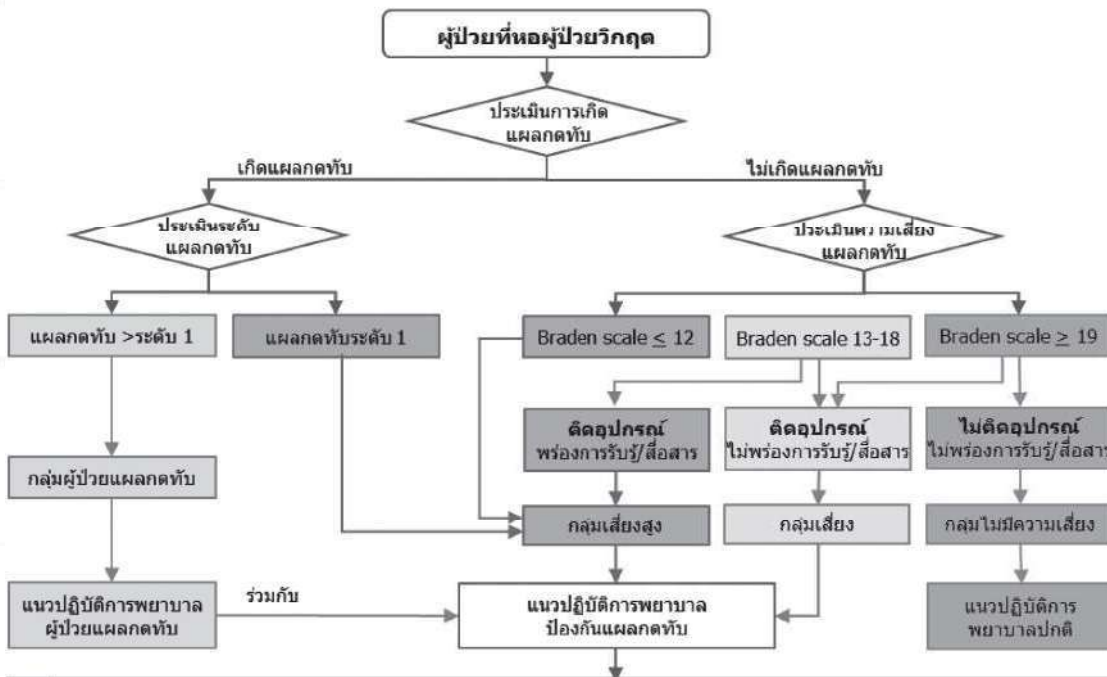 ผู้ป่วยที่หอผู้ป่วยวิกฤต
ประเมินการเกิด
แผลกดทับ
เกิดแผลกดทับ
ไม่เกิดแผลกดทับ
ประเมินระดับ
แผลกดทับ
ประเมินความเสี่ยง
แผลกดทับ
แผลกดทับ >ระดับ 1
แผลกดทับระดับ 1
Braden scale ≤ 12
Braden scale 13-18
Braden scale ≥ 19
ติดอุปกรณ์
พร่องการรับรู้/สื่อสาร
ติดอุปกรณ์
ไม่พร่องการรับรู้/สื่อสาร
ไม่ติดอุปกรณ์
ไม่พร่องการรับรู้/สื่อสาร
กลุ่มผู้ป่วยแผลกดทับ
กลุ่มเสี่ยงสูง
กลุ่มเสี่ยง
กลุ่มไม่มีความเสี่ยง
แนวปฏิบัติการพยาบาล
ผู้ป่วยแผลกดทับ
ร่วมกับ
แนวปฏิบัติการพยาบาล
ป้องกันแผลกดทับ
แนวปฏิบัติการ
พยาบาลปกติ